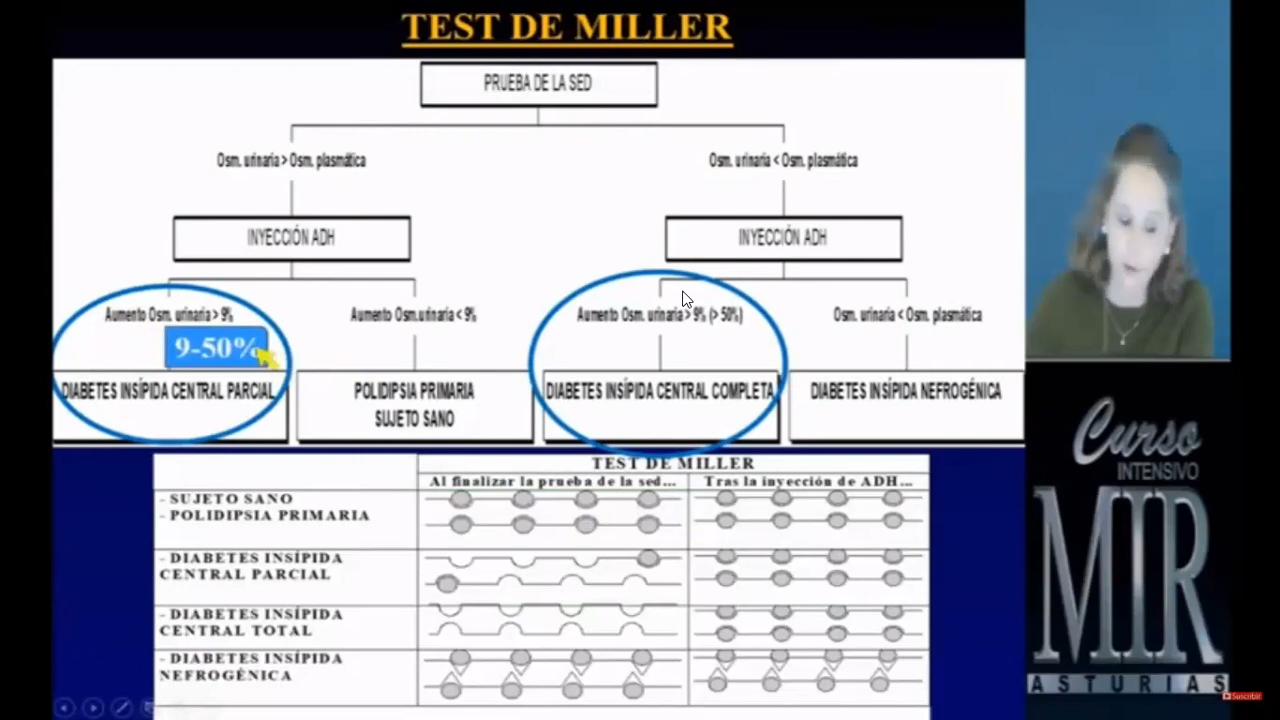 TEST DE MILLER
PRUEBA DE LA SED
Osm. urinaria > Osm. plasmática
Osm. urinaria < Osm. plasmática
INYECCIÓN ADH
INYECCIÓN ADH
Aumento Osm. urinaria > 9%
Aumento Osm.urinaria < 9%
Aumento Osm. urinaria > 9% (> 50%)
Osm. urinaria < Osm. plasmática
9-50%
DIABETES INSÍPIDA CENTRAL PARCIAL
POLIDIPSIA PRIMARIA
SUJETO SANO
DIABETES INSÍPIDA CENTRAL COMPLETA
DIABETES INSÍPIDA NEFROGÉNICA
TEST DE MILLER
Al finalizar la prueba de la sed...
Tras la inyección de ADH...
- SUJETO SANO
- POLIDIPSIA PRIMARIA
- DIABETES INSÍPIDA
CENTRAL PARCIAL
- DIABETES INSÍPIDA
CENTRAL TOTAL
- DIABETES INSÍPIDA
NEFROGÉNICA
Curso
INTENSIVO
MIR
ASTURIAS
Suscribir